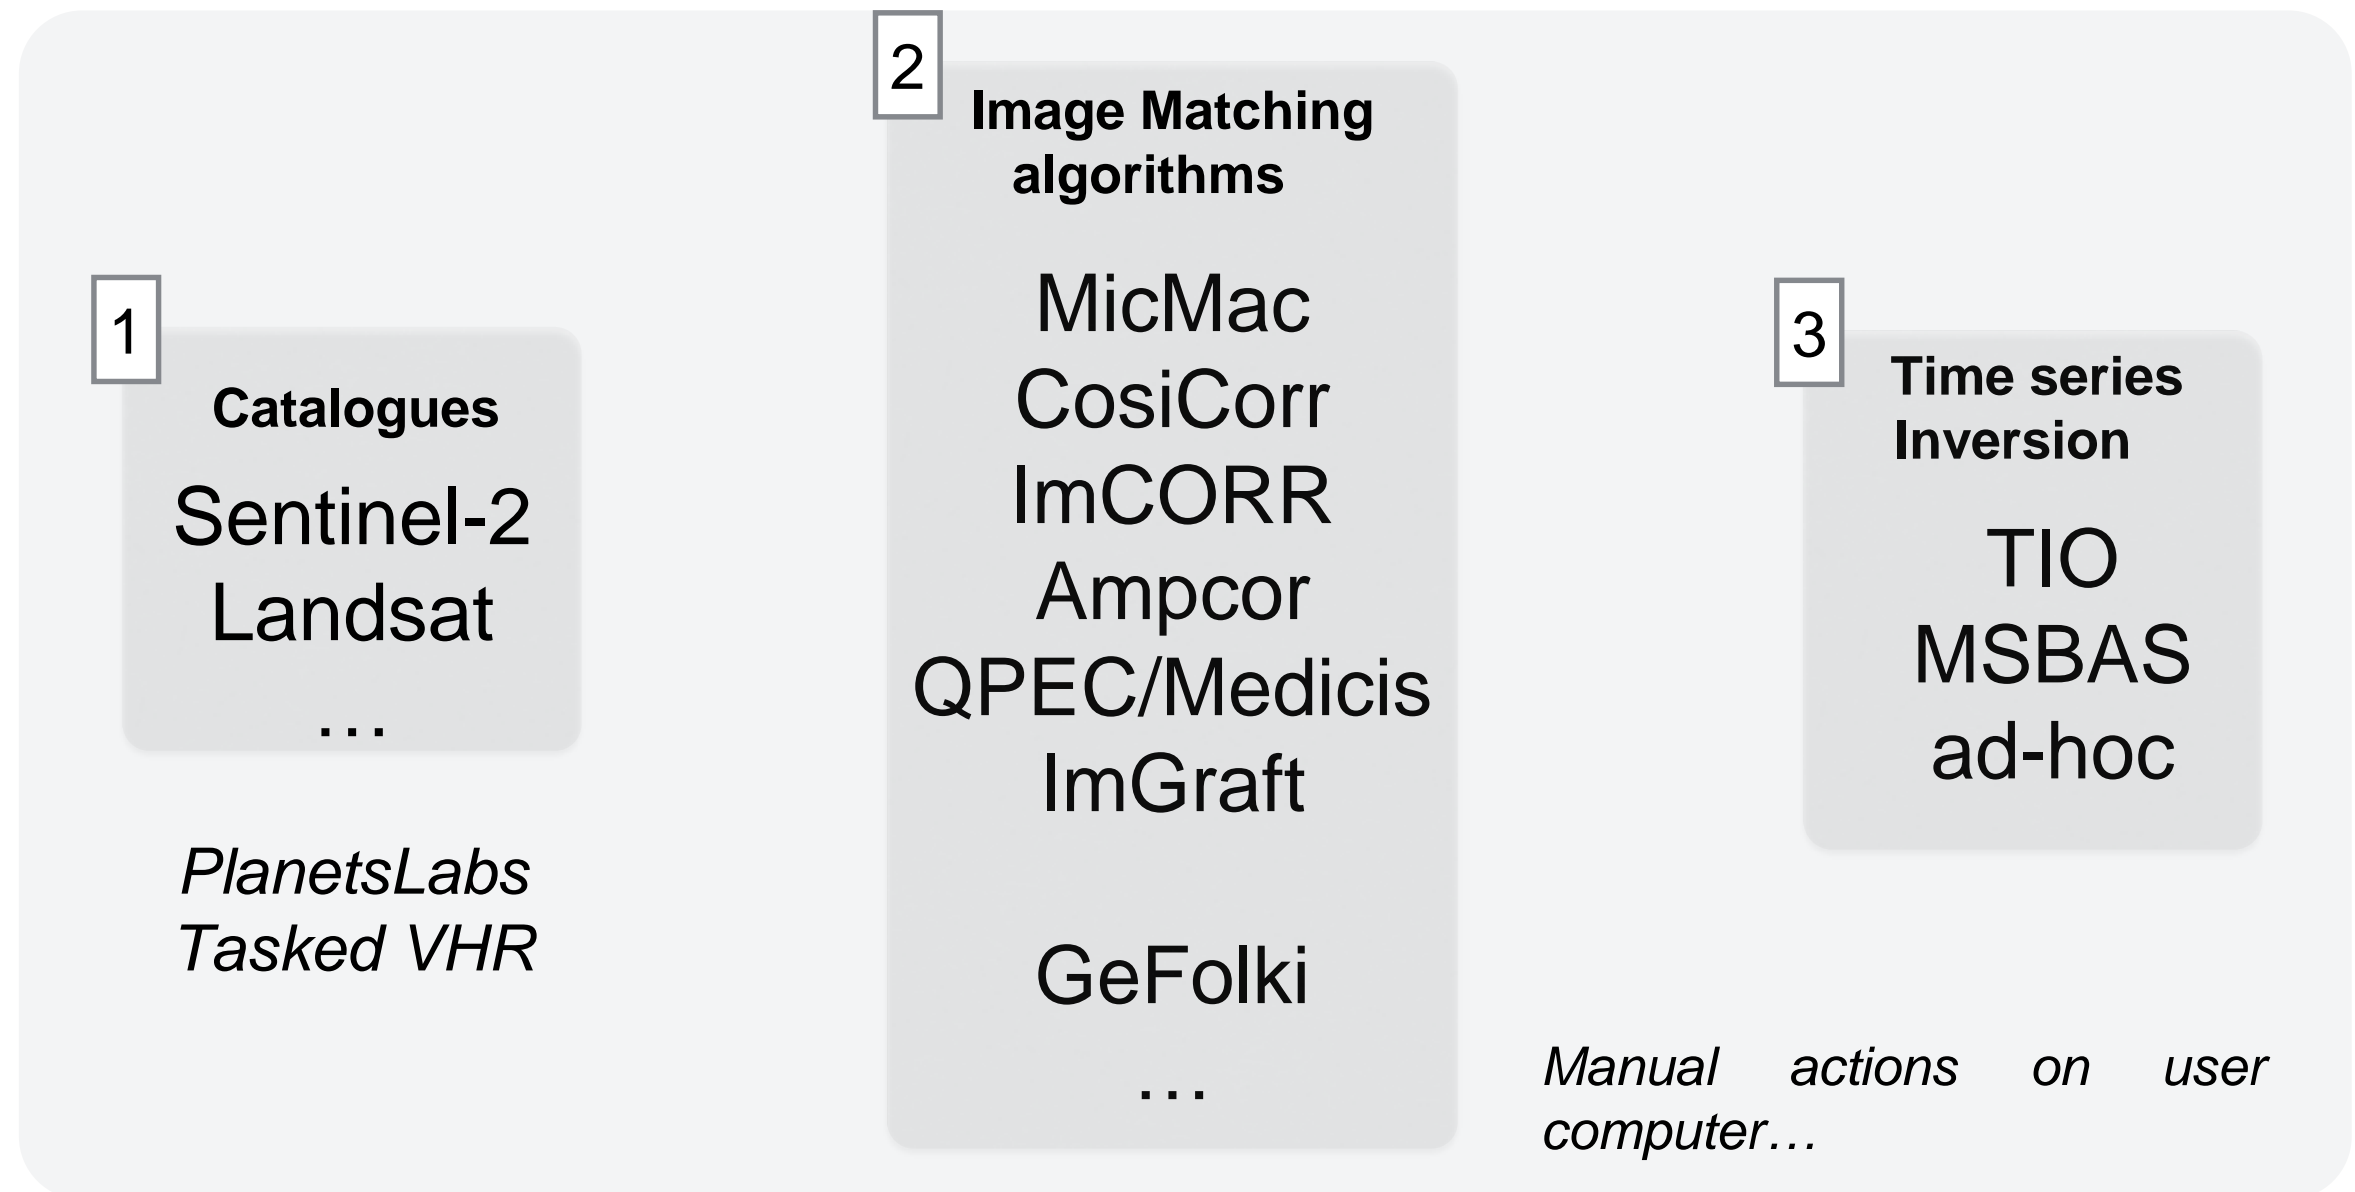 1
Catalogues
Sentinel-2
Landsat
…
PlanetsLabs
Tasked VHR
2
Image Matching
algorithms
MicMac
CosiCorr
ImCORR
Ampcor
QPEC/Medicis
ImGraft
GeFolki
…
3
Time series
Inversion
TIO
MSBAS
ad-hoc
Manual actions on user
computer…